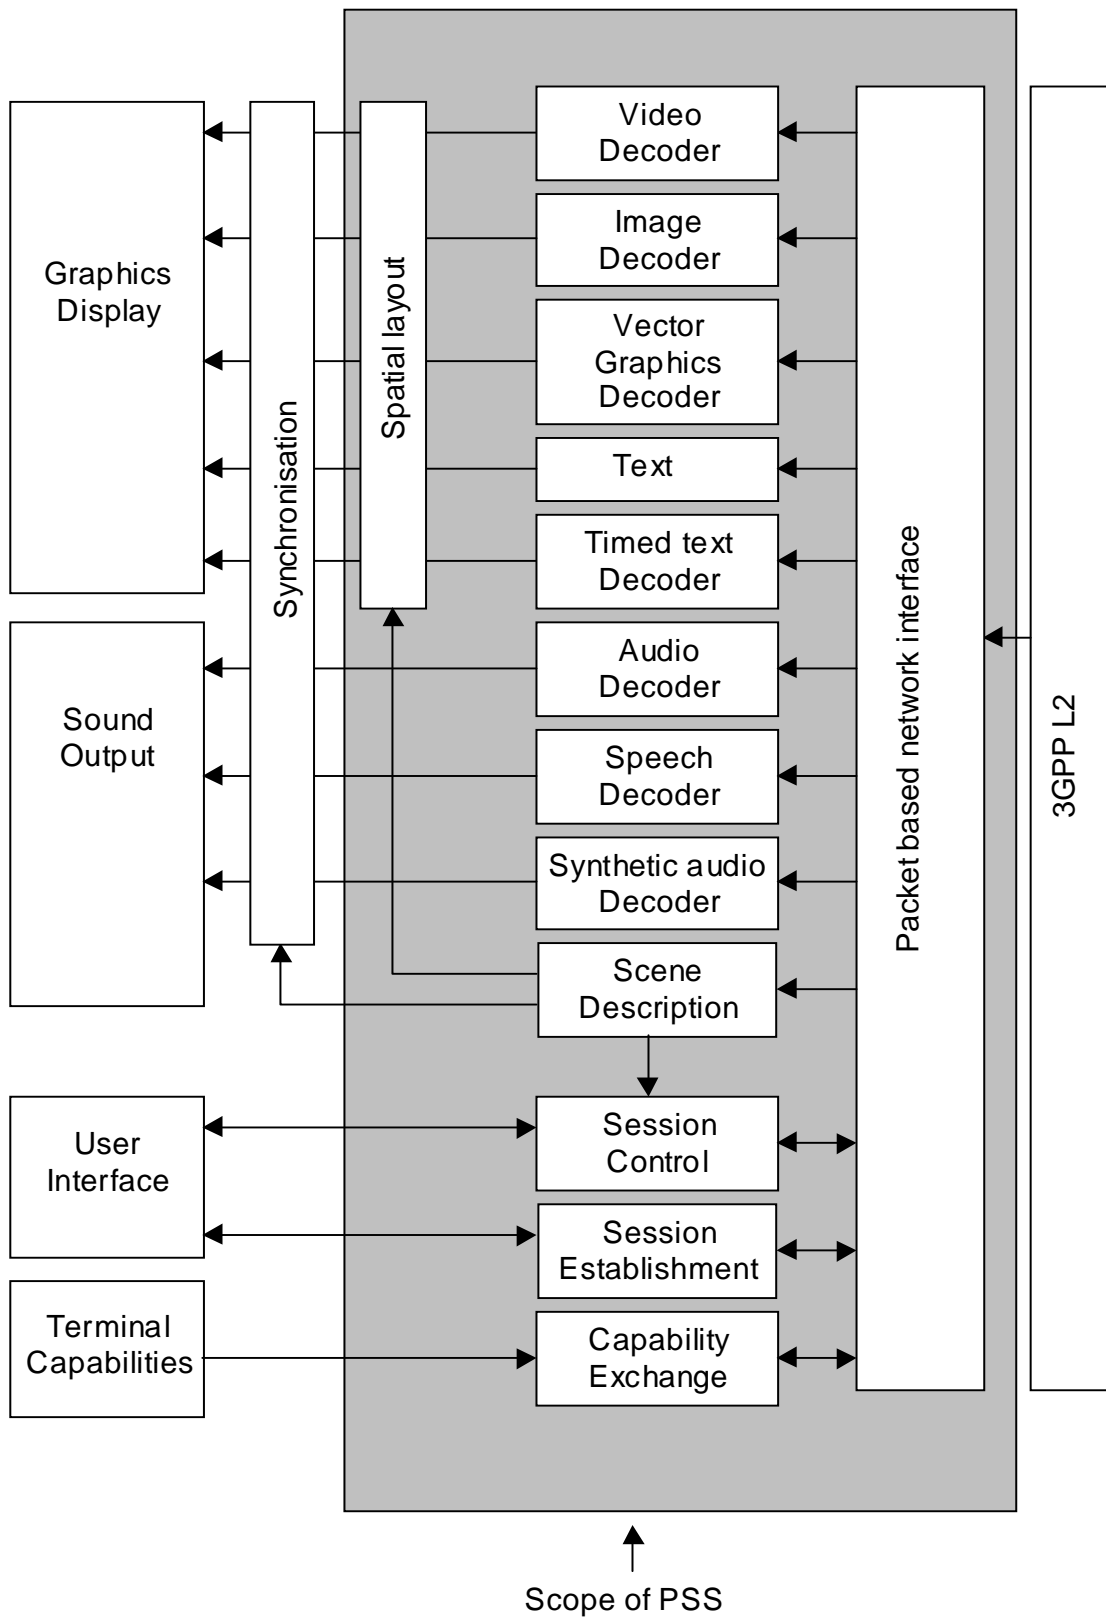 Graphics
Display
Sound
Output
User
Interface
Terminal
Capabilities
Synchronisation
Spatial layout
Video
Decoder
Image
Decoder
Vector
Graphics
Decoder
Text
Timed text
Decoder
Audio
Decoder
Speech
Decoder
Synthetic audio
Decoder
Scene
Description
Session
Control
Session
Establishment
Capability
Exchange
Packet based network interface
3GPP L2
Scope of PSS